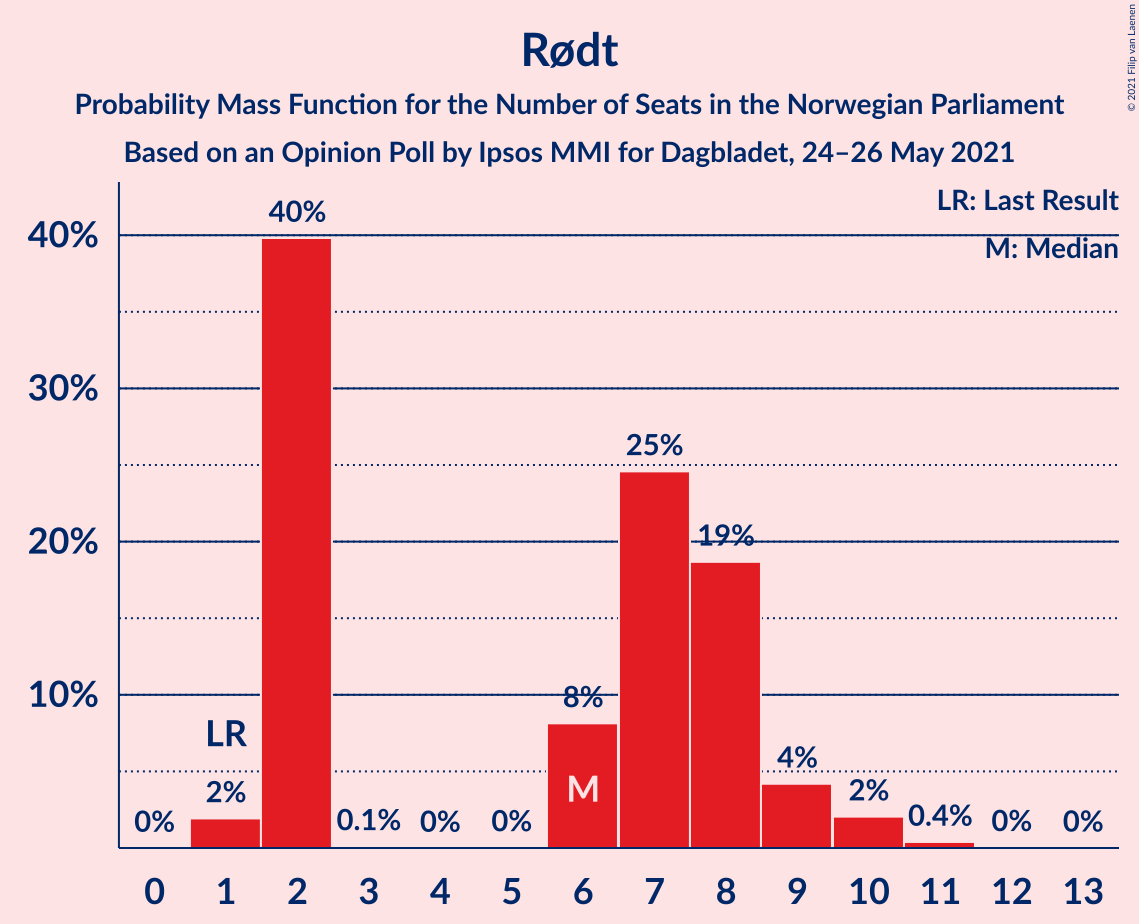 Rødt
Probability Mass Function for the Number of Seats in the Norwegian Parliament
Based on an Opinion Poll by Ipsos MMI for Dagbladet, 24–26 May 2021
© 2021 Filip van Laenen
LR: Last Result
M: Median
40%
30%
20%
10%
0%
LR
2%
40%
0.1%
0%
0%
8%
M
25%
19%
4%
2%
0.4%
0%
0%
0 1 2 3 4 5 6 7 8 9 10 11 12 13